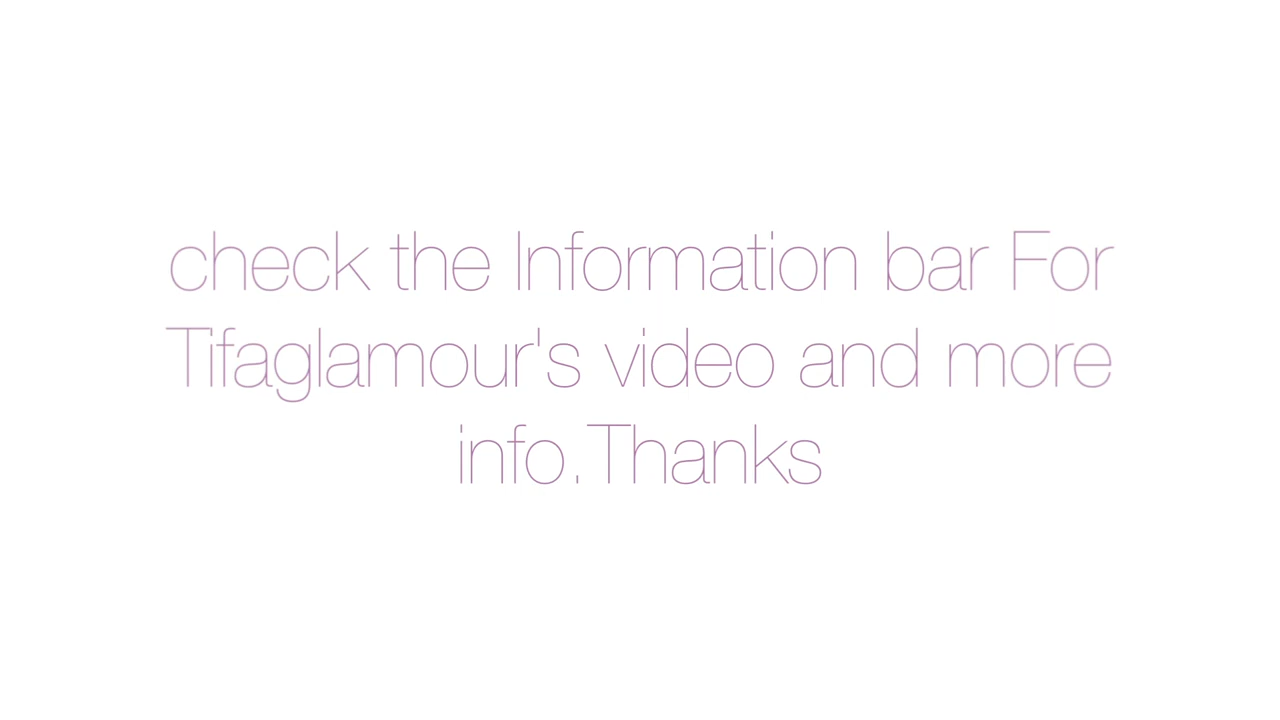 check the Information bar For
Tifaglamour's video and more
info.Thanks